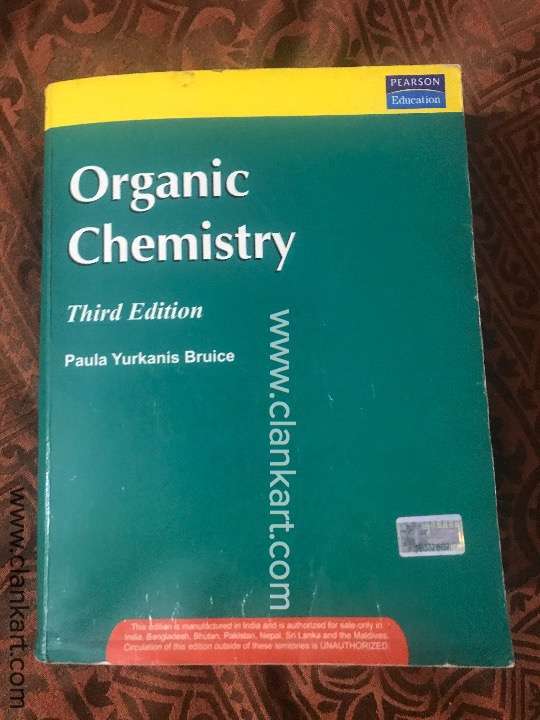 PEARSON
Education
Organic
Chemistry
Third Edition
Paula Yurkanis Bruice
This edition is manufactured in India and is authorized for sale only in
India, Bangladesh, Bhutan, Pakistan, Nepal, Sri Lanka and the Maldives.
Circulation of this edition outside of these territories is UNAUTHORIZED.
www.clankart.com
www.clankart.com